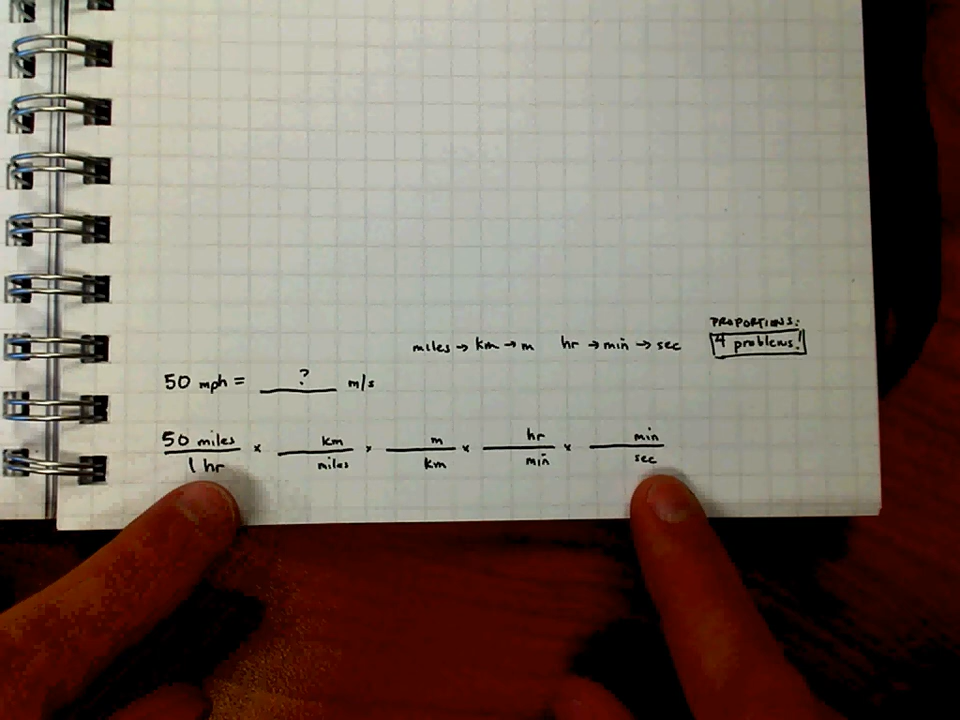 PROPORTIONS:
miles → km → m hr → min → sec 4 problems!
50 mph = ? m/s
50 miles / 1 hr × km / miles × m / km × hr / min × min / sec